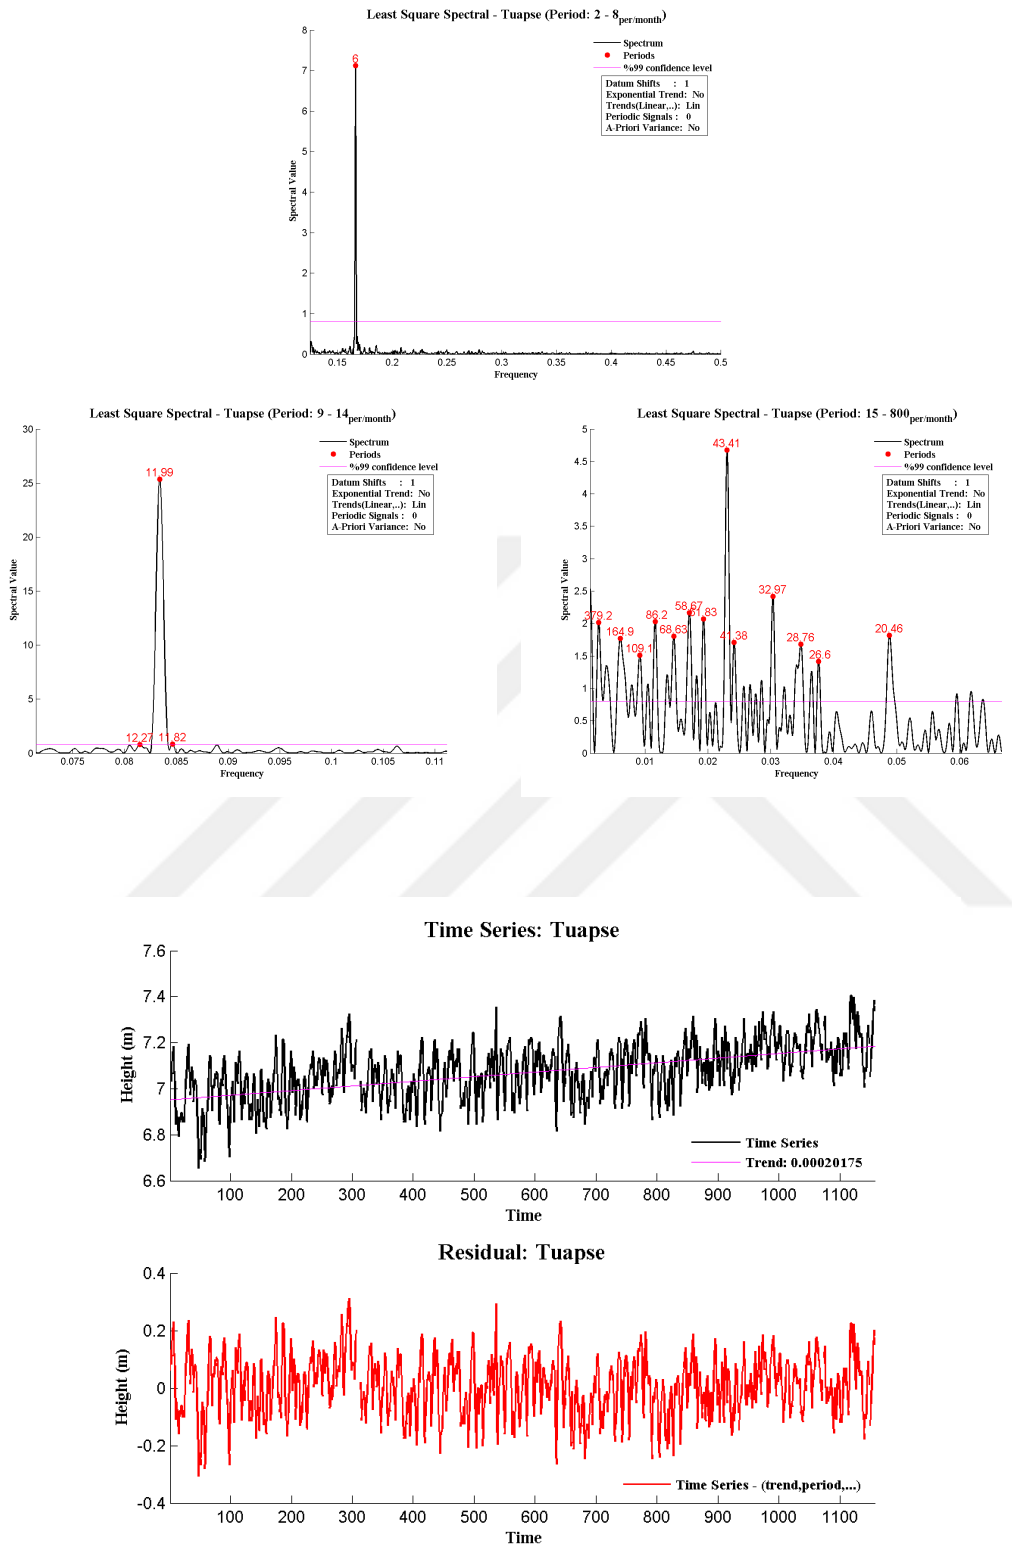 Least Square Spectral - Tuapse (Period: 2 - 8per/month)
8
7
6
5
4
3
2
1
0
Spectral Value
6
Spectrum
Periods
%99 confidence level
Datum Shifts : 1
Exponential Trend: No
Trends(Linear,..): Lin
Periodic Signals : 0
A-Priori Variance: No
0.15 0.2 0.25 0.3 0.35 0.4 0.45 0.5
Frequency
Least Square Spectral - Tuapse (Period: 9 - 14per/month)
30
25
20
15
10
5
0
Spectral Value
11.99
12.27 11.82
Spectrum
Periods
%99 confidence level
Datum Shifts : 1
Exponential Trend: No
Trends(Linear,..): Lin
Periodic Signals : 0
A-Priori Variance: No
0.075 0.08 0.085 0.09 0.095 0.1 0.105 0.11
Frequency
Least Square Spectral - Tuapse (Period: 15 - 800per/month)
5
4.5
4
3.5
3
2.5
2
1.5
1
0.5
0
Spectral Value
379.2 164.9 109.1 86.2 68.63 58.67 51.83 43.41 41.38 32.97 28.76 26.6 20.46
Spectrum
Periods
%99 confidence level
Datum Shifts : 1
Exponential Trend: No
Trends(Linear,..): Lin
Periodic Signals : 0
A-Priori Variance: No
0.01 0.02 0.03 0.04 0.05 0.06
Frequency
Time Series: Tuapse
7.6
7.4
7.2
7
6.8
6.6
Height (m)
Time Series
Trend: 0.00020175
100 200 300 400 500 600 700 800 900 1000 1100
Time
Residual: Tuapse
0.4
0.2
0
-0.2
-0.4
Height (m)
Time Series - (trend,period,...)
100 200 300 400 500 600 700 800 900 1000 1100
Time